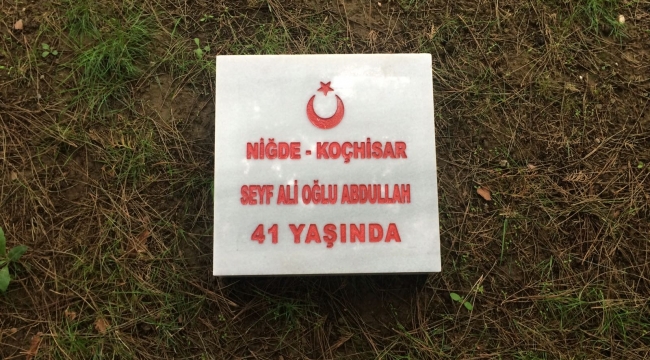 NİĞDE - KOÇHİSAR
SEYF ALİ OĞLU ABDULLAH
41 YAŞINDA